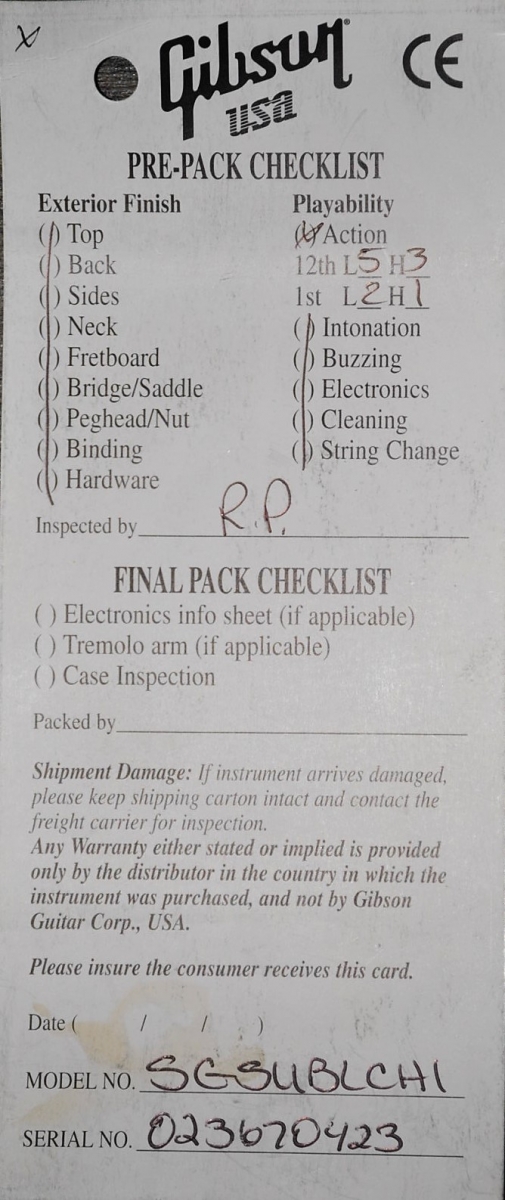 X
Gibson CE
USA
PRE-PACK CHECKLIST
Exterior Finish Playability
( ) Top ( ) Action
( ) Back 12th L 5 H 3
( ) Sides 1st L 2 H 1
( ) Neck ( ) Intonation
( ) Fretboard ( ) Buzzing
( ) Bridge/Saddle ( ) Electronics
( ) Peghead/Nut ( ) Cleaning
( ) Binding ( ) String Change
( ) Hardware
Inspected by R.P.
FINAL PACK CHECKLIST
( ) Electronics info sheet (if applicable)
( ) Tremolo arm (if applicable)
( ) Case Inspection
Packed by
Shipment Damage: If instrument arrives damaged,
please keep shipping carton intact and contact the
freight carrier for inspection.
Any Warranty either stated or implied is provided
only by the distributor in the country in which the
instrument was purchased, and not by Gibson
Guitar Corp., USA.
Please insure the consumer receives this card.
Date ( / / )
MODEL NO. SGSUBLCH1
SERIAL NO. 023670423